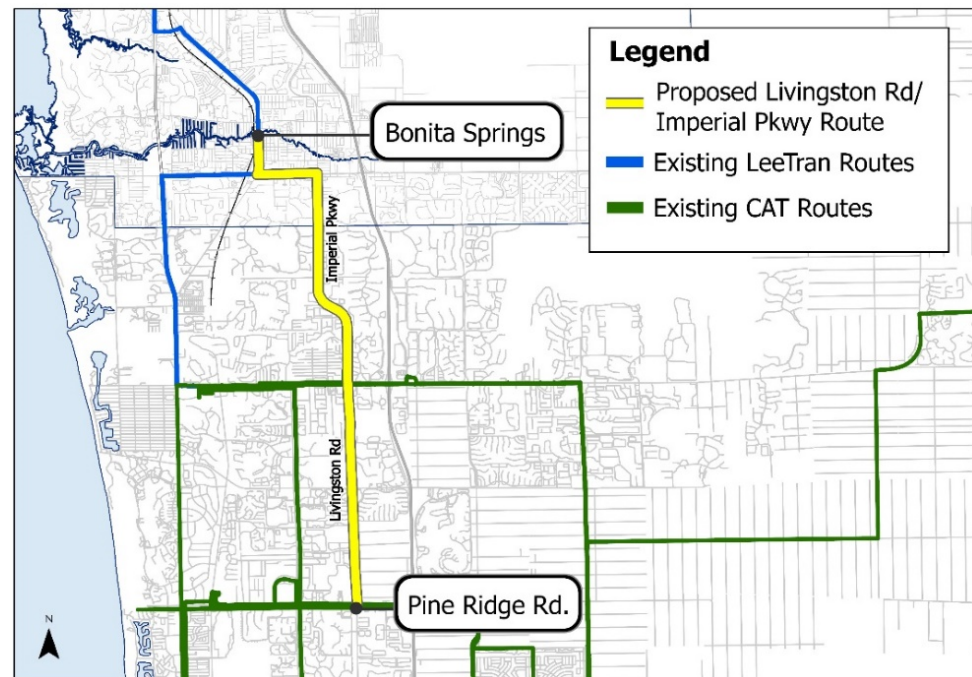 Legend
Proposed Livingston Rd/
Imperial Pkwy Route
Existing LeeTran Routes
Existing CAT Routes
Bonita Springs
Imperial Pkwy
Livingston Rd
Pine Ridge Rd.
N